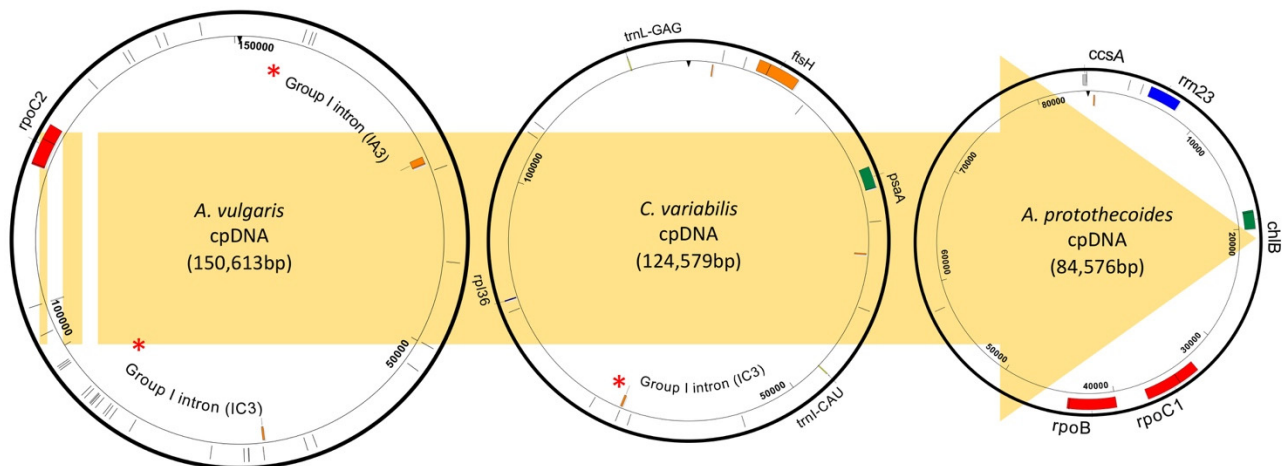 150000
*
Group I intron (IA3)
rpoC2
A. vulgaris
cpDNA
(150,613bp)
100000
*
Group I intron (IC3)
50000
trnL-GAG
ftsH
100000
psaA
C. variabilis
cpDNA
(124,579bp)
rpl36
*
Group I intron (IC3)
50000
trnI-CAU
ccsA
rrn23
80000
10000
70000
chlB
20000
A. protothecoides
cpDNA
(84,576bp)
60000
30000
50000
40000
rpoC1
rpoB